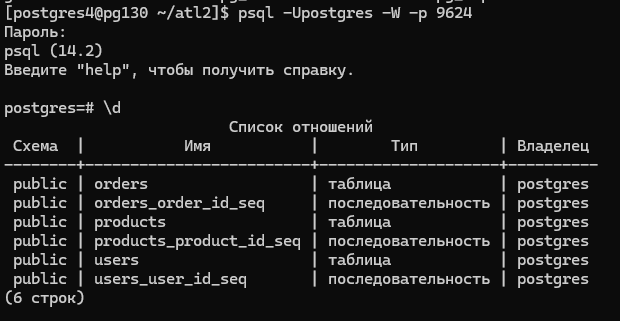 [postgres4@pg130 ~/atl2]$ psql -Upostgres -W -p 9624
Пароль:
psql (14.2)
Введите "help", чтобы получить справку.
postgres=# \d
Список отношений
Схема | Имя | Тип | Владелец
--------+-------------------------+--------------------+----------
public | orders | таблица | postgres
public | orders_order_id_seq | последовательность | postgres
public | products | таблица | postgres
public | products_product_id_seq | последовательность | postgres
public | users | таблица | postgres
public | users_user_id_seq | последовательность | postgres
(6 строк)